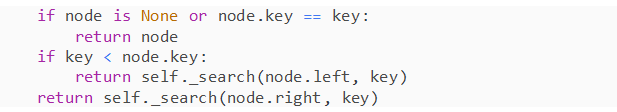 if node is None or node.key == key:
    return node
if key < node.key:
    return self._search(node.left, key)
return self._search(node.right, key)